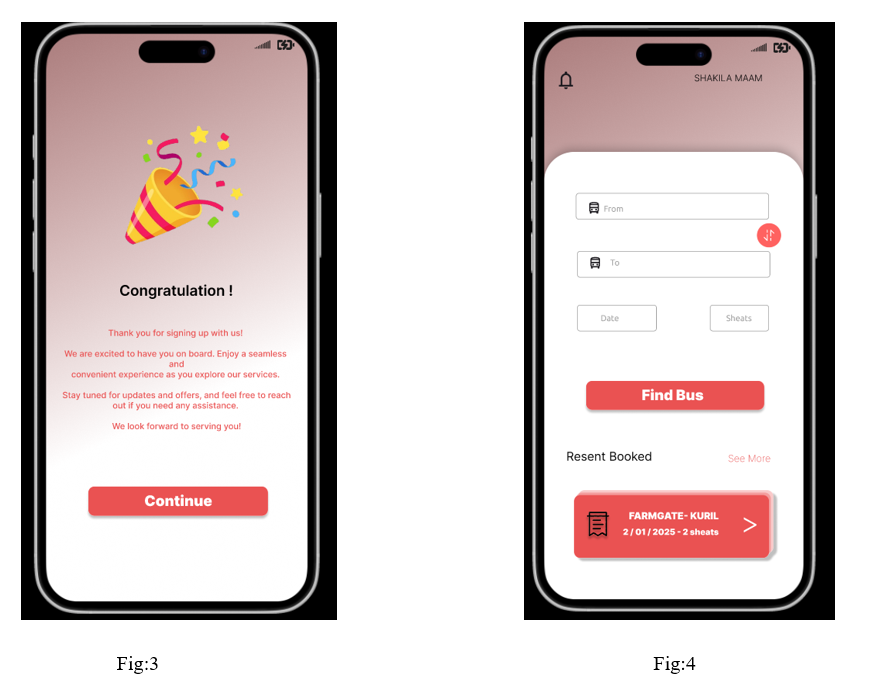 Congratulation !
Thank you for signing up with us!
We are excited to have you on board. Enjoy a seamless
and
convenient experience as you explore our services.
Stay tuned for updates and offers, and feel free to reach
out if you need any assistance.
We look forward to serving you!
Continue
Fig:3
SHAKILA MAAM
From
To
Date
Sheats
Find Bus
Resent Booked
See More
FARMGATE- KURIL
2 / 01 / 2025 - 2 sheats
>
Fig:4